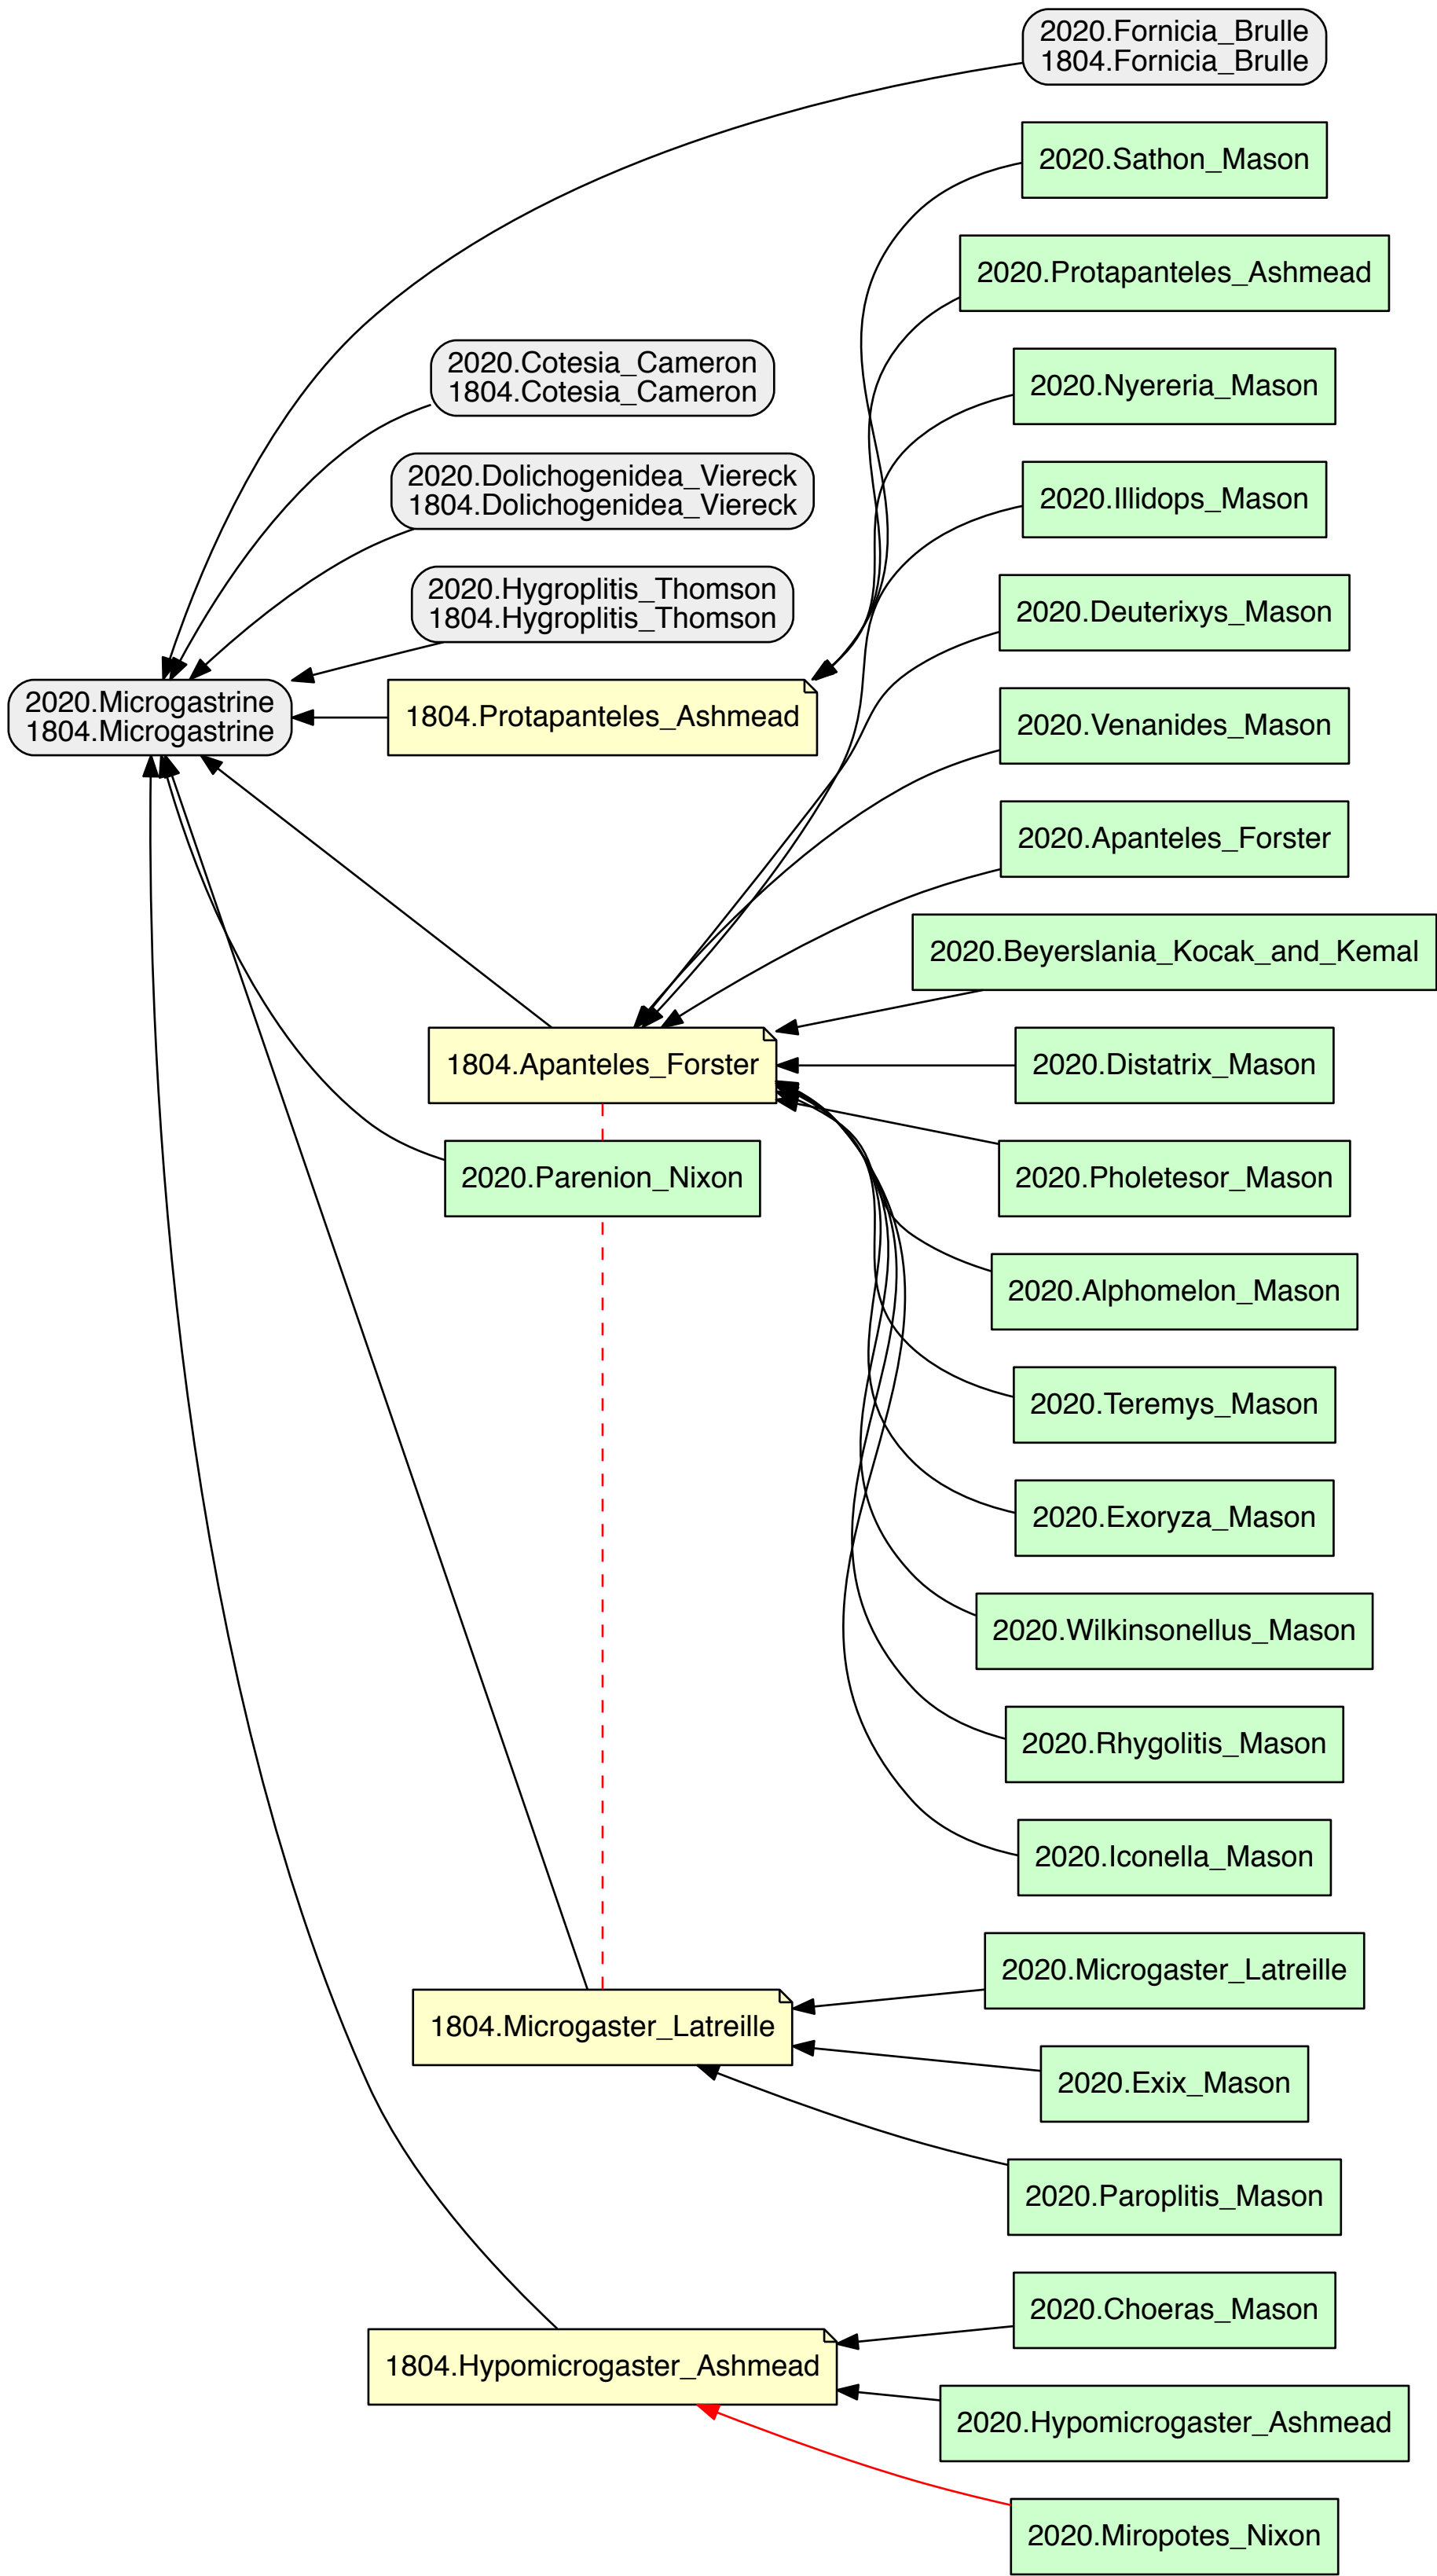 2020.Fornicia_Brulle
1804.Fornicia_Brulle
2020.Sathon_Mason
2020.Protapanteles_Ashmead
2020.Cotesia_Cameron
1804.Cotesia_Cameron
2020.Nyereria_Mason
2020.Dolichogenidea_Viereck
1804.Dolichogenidea_Viereck
2020.Illidops_Mason
2020.Hygroplitis_Thomson
1804.Hygroplitis_Thomson
2020.Deuterixys_Mason
2020.Microgastrine
1804.Microgastrine
1804.Protapanteles_Ashmead
2020.Venanides_Mason
2020.Apanteles_Forster
2020.Beyerslania_Kocak_and_Kemal
1804.Apanteles_Forster
2020.Distatrix_Mason
2020.Parenion_Nixon
2020.Pholetesor_Mason
2020.Alphomelon_Mason
2020.Teremys_Mason
2020.Exoryza_Mason
2020.Wilkinsonellus_Mason
2020.Rhygolitis_Mason
2020.Iconella_Mason
2020.Microgaster_Latreille
1804.Microgaster_Latreille
2020.Exix_Mason
2020.Paroplitis_Mason
2020.Choeras_Mason
1804.Hypomicrogaster_Ashmead
2020.Hypomicrogaster_Ashmead
2020.Miropotes_Nixon